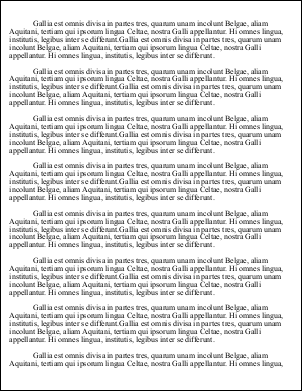 Gallia est omnis divisa in partes tres, quarum unam incolunt Belgae, aliam
Aquitani, tertiam qui ipsorum lingua Celtae, nostra Galli appellantur. Hi omnes lingua,
institutis, legibus inter se differunt.Gallia est omnis divisa in partes tres, quarum unam
incolunt Belgae, aliam Aquitani, tertiam qui ipsorum lingua Celtae, nostra Galli
appellantur. Hi omnes lingua, institutis, legibus inter se differunt.
Gallia est omnis divisa in partes tres, quarum unam incolunt Belgae, aliam
Aquitani, tertiam qui ipsorum lingua Celtae, nostra Galli appellantur. Hi omnes lingua,
institutis, legibus inter se differunt.Gallia est omnis divisa in partes tres, quarum unam
incolunt Belgae, aliam Aquitani, tertiam qui ipsorum lingua Celtae, nostra Galli
appellantur. Hi omnes lingua, institutis, legibus inter se differunt.
Gallia est omnis divisa in partes tres, quarum unam incolunt Belgae, aliam
Aquitani, tertiam qui ipsorum lingua Celtae, nostra Galli appellantur. Hi omnes lingua,
institutis, legibus inter se differunt.Gallia est omnis divisa in partes tres, quarum unam
incolunt Belgae, aliam Aquitani, tertiam qui ipsorum lingua Celtae, nostra Galli
appellantur. Hi omnes lingua, institutis, legibus inter se differunt.
Gallia est omnis divisa in partes tres, quarum unam incolunt Belgae, aliam
Aquitani, tertiam qui ipsorum lingua Celtae, nostra Galli appellantur. Hi omnes lingua,
institutis, legibus inter se differunt.Gallia est omnis divisa in partes tres, quarum unam
incolunt Belgae, aliam Aquitani, tertiam qui ipsorum lingua Celtae, nostra Galli
appellantur. Hi omnes lingua, institutis, legibus inter se differunt.
Gallia est omnis divisa in partes tres, quarum unam incolunt Belgae, aliam
Aquitani, tertiam qui ipsorum lingua Celtae, nostra Galli appellantur. Hi omnes lingua,
institutis, legibus inter se differunt.Gallia est omnis divisa in partes tres, quarum unam
incolunt Belgae, aliam Aquitani, tertiam qui ipsorum lingua Celtae, nostra Galli
appellantur. Hi omnes lingua, institutis, legibus inter se differunt.
Gallia est omnis divisa in partes tres, quarum unam incolunt Belgae, aliam
Aquitani, tertiam qui ipsorum lingua Celtae, nostra Galli appellantur. Hi omnes lingua,
institutis, legibus inter se differunt.Gallia est omnis divisa in partes tres, quarum unam
incolunt Belgae, aliam Aquitani, tertiam qui ipsorum lingua Celtae, nostra Galli
appellantur. Hi omnes lingua, institutis, legibus inter se differunt.
Gallia est omnis divisa in partes tres, quarum unam incolunt Belgae, aliam
Aquitani, tertiam qui ipsorum lingua Celtae, nostra Galli appellantur. Hi omnes lingua,
institutis, legibus inter se differunt.Gallia est omnis divisa in partes tres, quarum unam
incolunt Belgae, aliam Aquitani, tertiam qui ipsorum lingua Celtae, nostra Galli
appellantur. Hi omnes lingua, institutis, legibus inter se differunt.
Gallia est omnis divisa in partes tres, quarum unam incolunt Belgae, aliam
Aquitani, tertiam qui ipsorum lingua Celtae, nostra Galli appellantur. Hi omnes lingua,